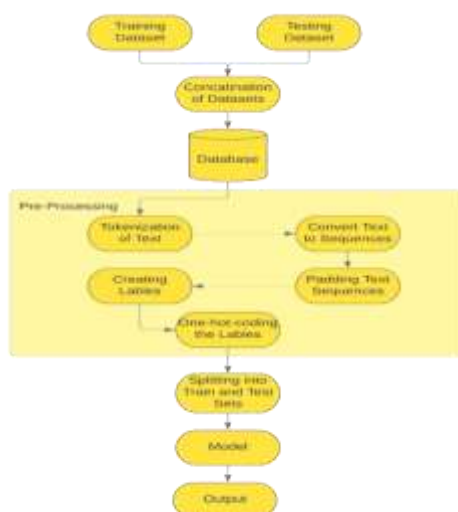 Training
Dataset
Testing
Dataset
Concatination
of Datasets
Database
Pre-Processing
Tokenization
of Text
Convert Text
to Sequences
Creating
Lables
Padding Text
Sequences
One-hot-coding
the Lables
Splitting into
Train and Test
Sets
Model
Output